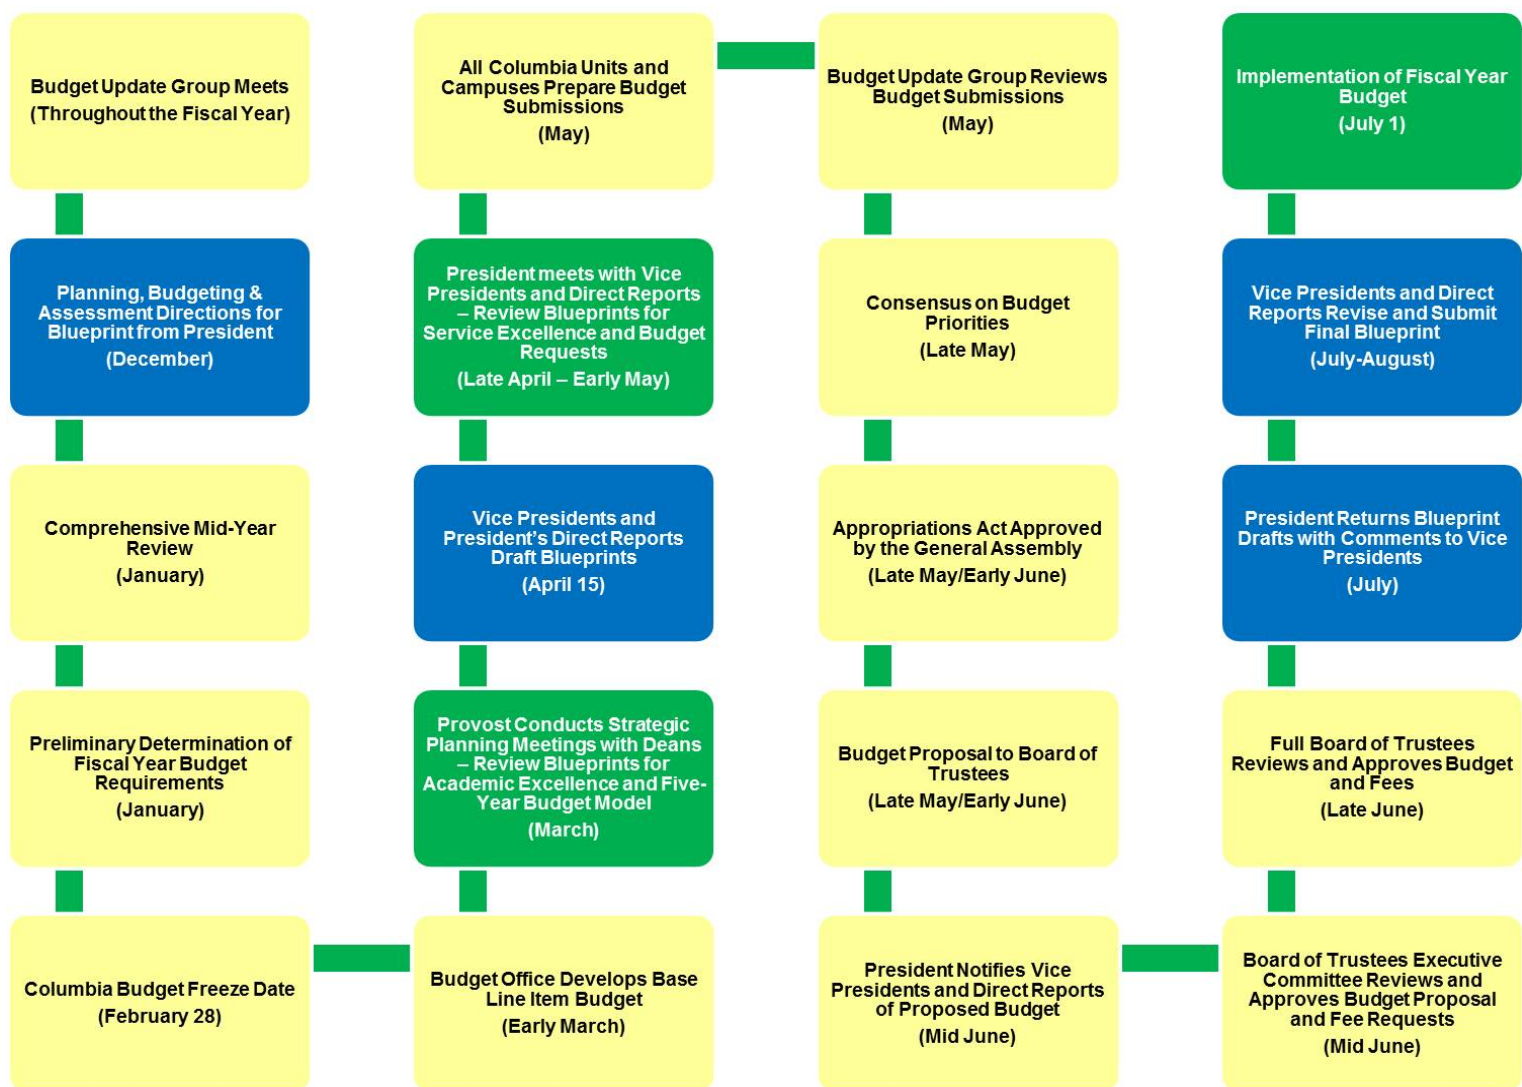 Budget Update Group Meets
(Throughout the Fiscal Year)
Planning, Budgeting &
Assessment Directions for
Blueprint from President
(December)
Comprehensive Mid-Year
Review
(January)
Preliminary Determination of
Fiscal Year Budget
Requirements
(January)
Columbia Budget Freeze Date
(February 28)
Budget Office Develops Base
Line Item Budget
(Early March)
Provost Conducts Strategic
Planning Meetings with Deans
– Review Blueprints for
Academic Excellence and Five-
Year Budget Model
(March)
Vice Presidents and
President's Direct Reports
Draft Blueprints
(April 15)
President meets with Vice
Presidents and Direct Reports
– Review Blueprints for
Service Excellence and Budget
Requests
(Late April – Early May)
All Columbia Units and
Campuses Prepare Budget
Submissions
(May)
Budget Update Group Reviews
Budget Submissions
(May)
Consensus on Budget
Priorities
(Late May)
Appropriations Act Approved
by the General Assembly
(Late May/Early June)
Budget Proposal to Board of
Trustees
(Late May/Early June)
President Notifies Vice
Presidents and Direct Reports
of Proposed Budget
(Mid June)
Board of Trustees Executive
Committee Reviews and
Approves Budget Proposal
and Fee Requests
(Mid June)
Full Board of Trustees
Reviews and Approves Budget
and Fees
(Late June)
President Returns Blueprint
Drafts with Comments to Vice
Presidents
(July)
Vice Presidents and Direct
Reports Revise and Submit
Final Blueprint
(July-August)
Implementation of Fiscal Year
Budget
(July 1)